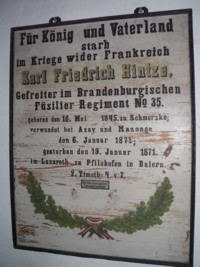 Für König und Vaterland
starb
im Kriege wider Frankreich
Karl Friedrich Hintze,
Gefreiter im Brandenburgischen
Füsilier-Regiment No 35.
geboren den 16. Mai 1845. zu Schmerzke;
verwundet bei Azay und Mazange
den 6. Januar 1871;
gestorben den 19. Januar 1871.
im Lazareth zu
in Baiern.
2. Timoth: 4. v. 7.